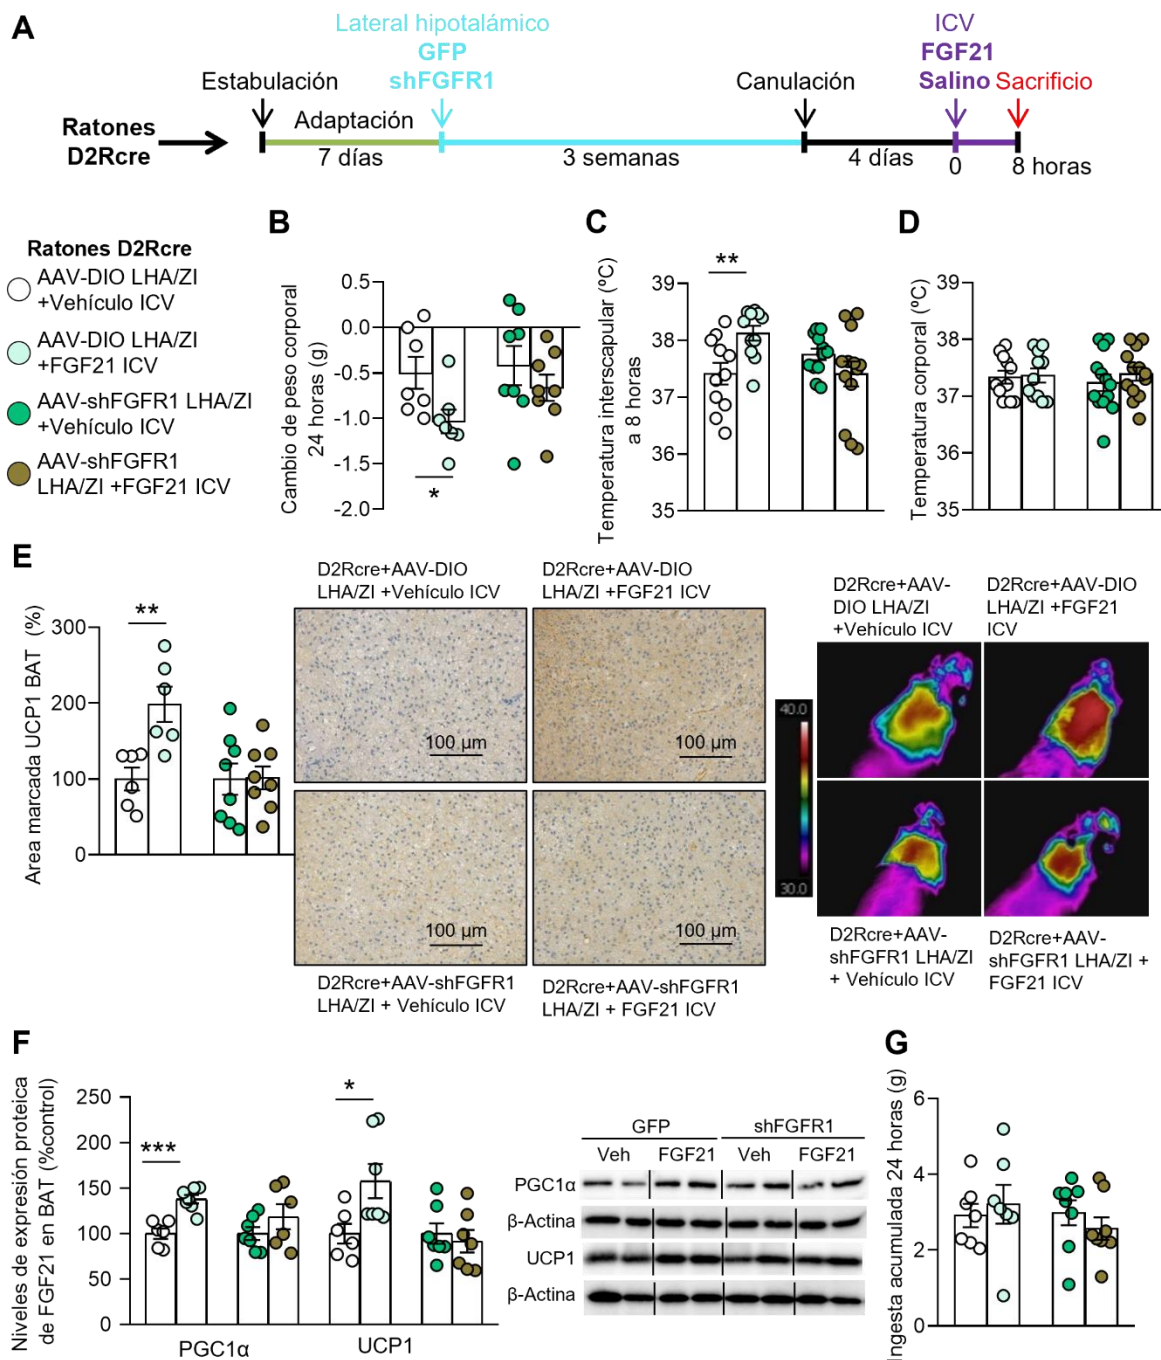 A
Lateral hipotalámico
GFP
shFGFR1
ICV
FGF21
Salino
Sacrificio
Estabulación
Canulación
Ratones
D2Rcre
Adaptación
7 días
3 semanas
4 días
0
8 horas
Ratones D2Rcre
AAV-DIO LHA/ZI
+Vehículo ICV
AAV-DIO LHA/ZI
+FGF21 ICV
AAV-shFGFR1 LHA/ZI
+Vehículo ICV
AAV-shFGFR1
LHA/ZI +FGF21 ICV
B
Cambio de peso corporal
24 horas (g)
0.5
0.0
-0.5
-1.0
-1.5
-2.0
*
C
Temperatura interscapular (ºC)
a 8 horas
39
38
37
36
35
**
D
Temperatura corporal (ºC)
39
38
37
36
35
E
Area marcada UCP1 BAT (%)
300
200
100
0
**
D2Rcre+AAV-DIO
LHA/ZI +Vehículo ICV
D2Rcre+AAV-DIO
LHA/ZI +FGF21 ICV
100 µm
100 µm
100 µm
100 µm
D2Rcre+AAV-shFGFR1
LHA/ZI + Vehículo ICV
D2Rcre+AAV-shFGFR1
LHA/ZI + FGF21 ICV
D2Rcre+AAV-
DIO LHA/ZI
+Vehículo ICV
D2Rcre+AAV-DIO
LHA/ZI +FGF21
ICV
40.0
30.0
D2Rcre+AAV-
shFGFR1 LHA/ZI
+ Vehículo ICV
D2Rcre+AAV-
shFGFR1 LHA/ZI +
FGF21 ICV
F
Niveles de expresión proteica
de FGF21 en BAT (%control)
250
200
150
100
50
0
***
*
PGC1α
UCP1
GFP
shFGFR1
Veh
FGF21
Veh
FGF21
PGC1α
β-Actina
UCP1
β-Actina
G
Ingesta acumulada 24 horas (g)
6
4
2
0